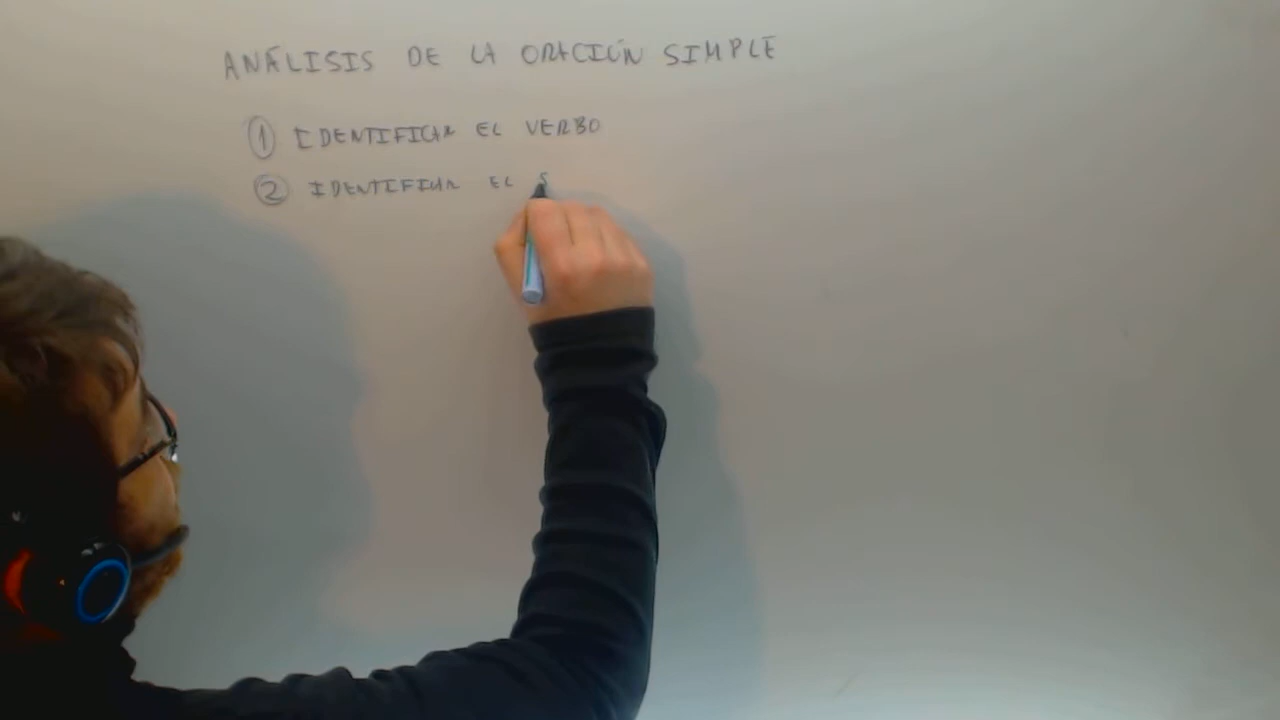 ANÁLISIS DE LA ORACIÓN SIMPLE
1 IDENTIFICAR EL VERBO
2 IDENTIFICAR EL S